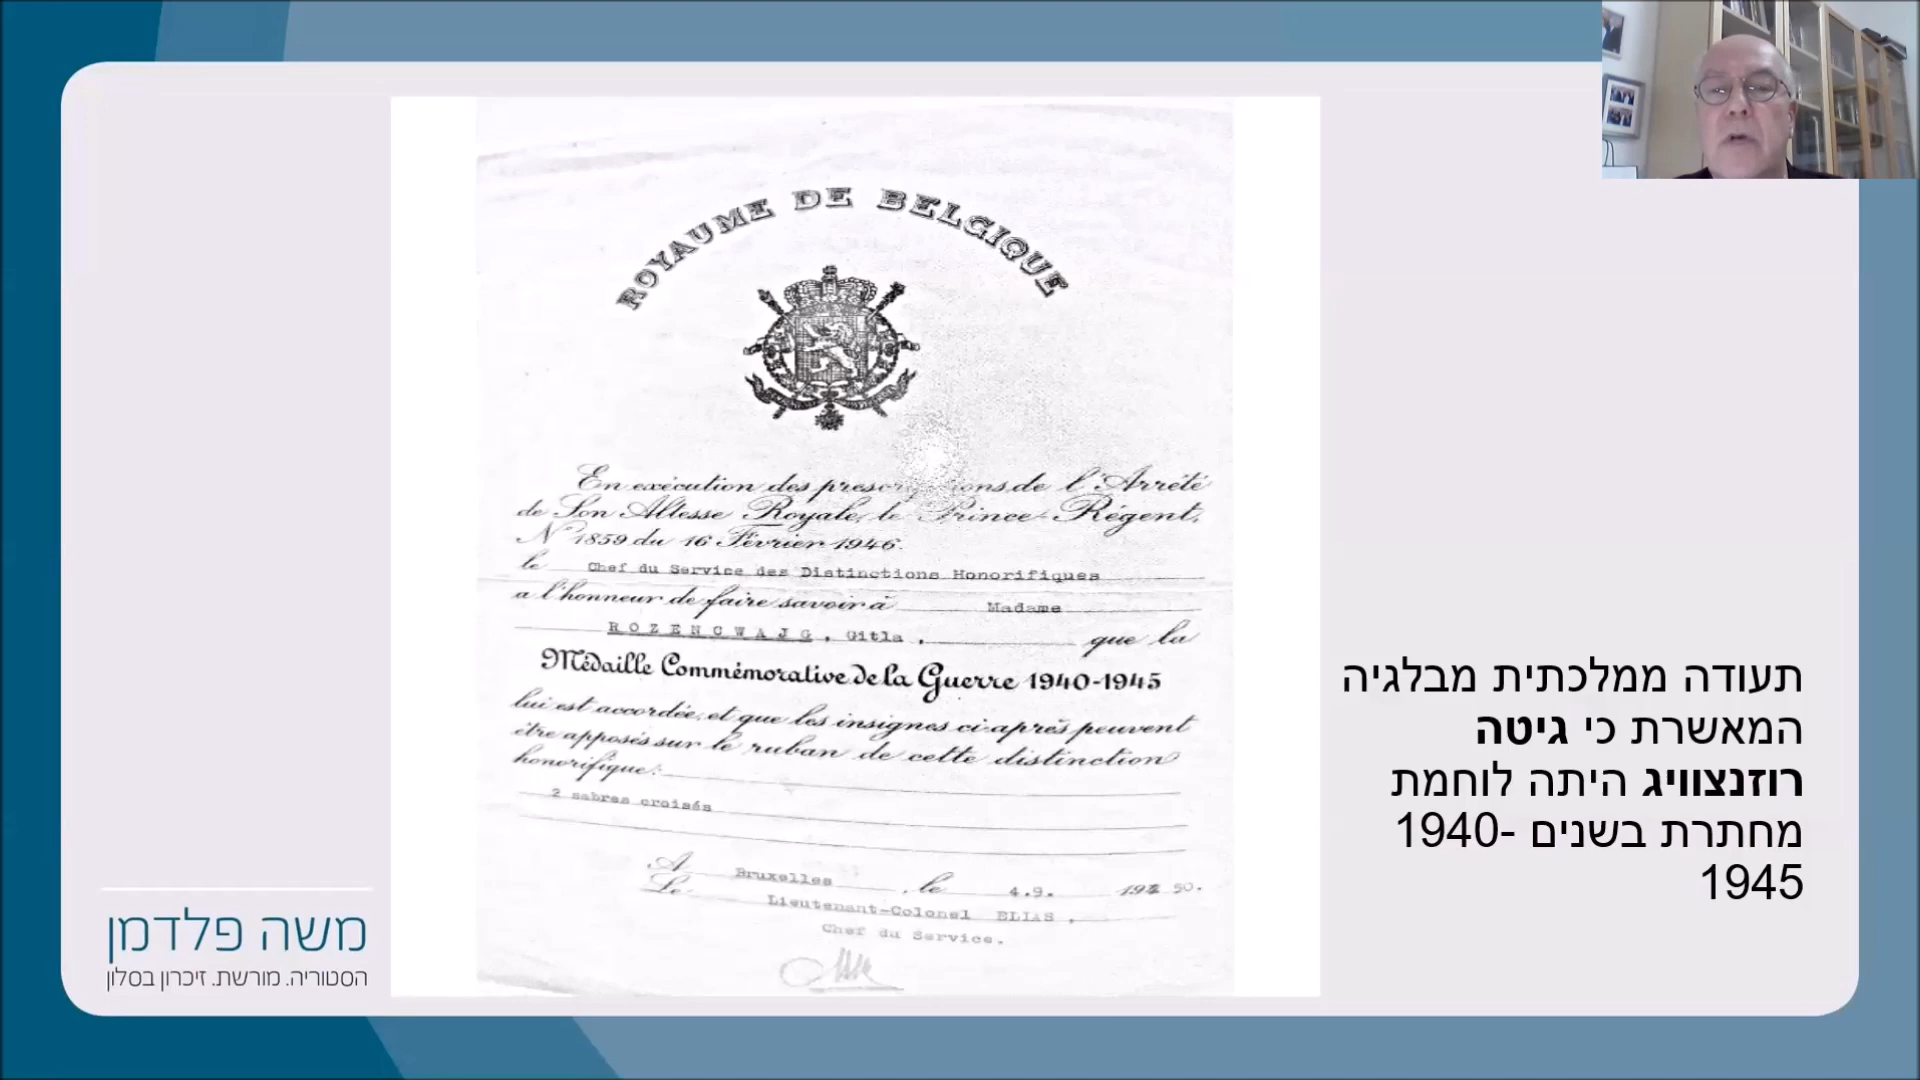 ROYAUME DE BELGIQUE
En exécution des prescriptions de l'Arrêté
de Son Altesse Royale, le Prince-Régent,
N° 1859 du 16 Février 1946.
le Chef du Service des Distinctions Honorifiques
a l'honneur de faire savoir à Madame
ROZENCWAJG, Gitla. que la
Médaille Commémorative de la Guerre 1940-1945
lui est accordée, et que les insignes ci-après peuvent
être apposés sur le ruban de cette distinction
honorifique:
2 sabres croisés
A Bruxelles, le 4.9. 50.
Le Lieutenant-Colonel ELIAS.
Chef du Service.
תעודה ממלכתית מבלגיה
המאשרת כי גיטה
רוזנצוויג היתה לוחמת
מחתרת בשנים 1940-
1945
משה פלדמן
הסטוריה. מורשת. זיכרון בסלון